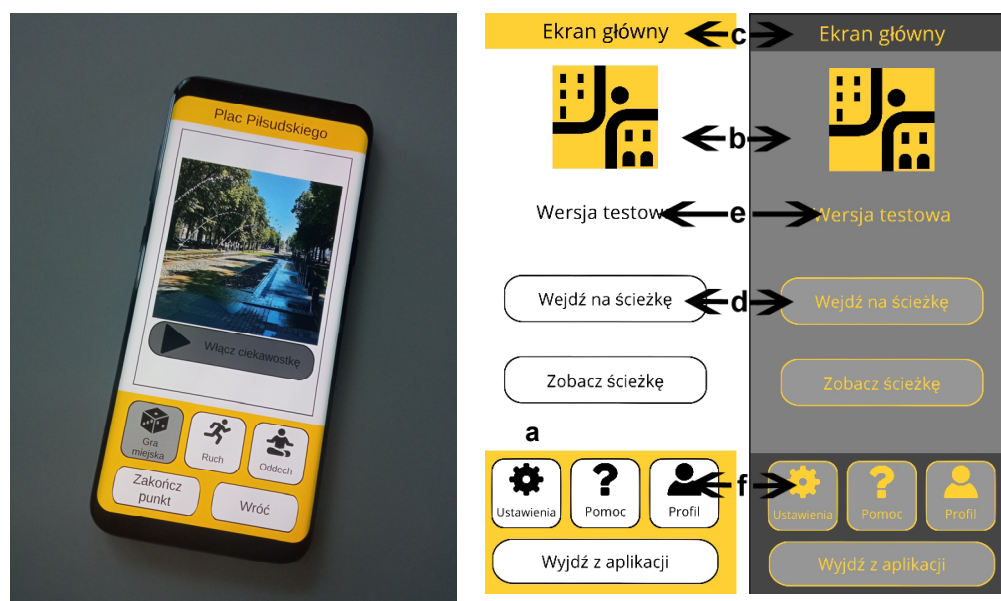 Plac Piłsudskiego
Włącz ciekawostkę
Gra
miejska
Ruch
Oddech
Zakończ
punkt
Wróć
Ekran główny
c
Ekran główny
b
Wersja testowa
e
Wersja testowa
Wejdź na ścieżkę
d
Wejdź na ścieżkę
Zobacz ścieżkę
Zobacz ścieżkę
a
f
Ustawienia
Pomoc
Profil
Ustawienia
Pomoc
Profil
Wyjdź z aplikacji
Wyjdź z aplikacji